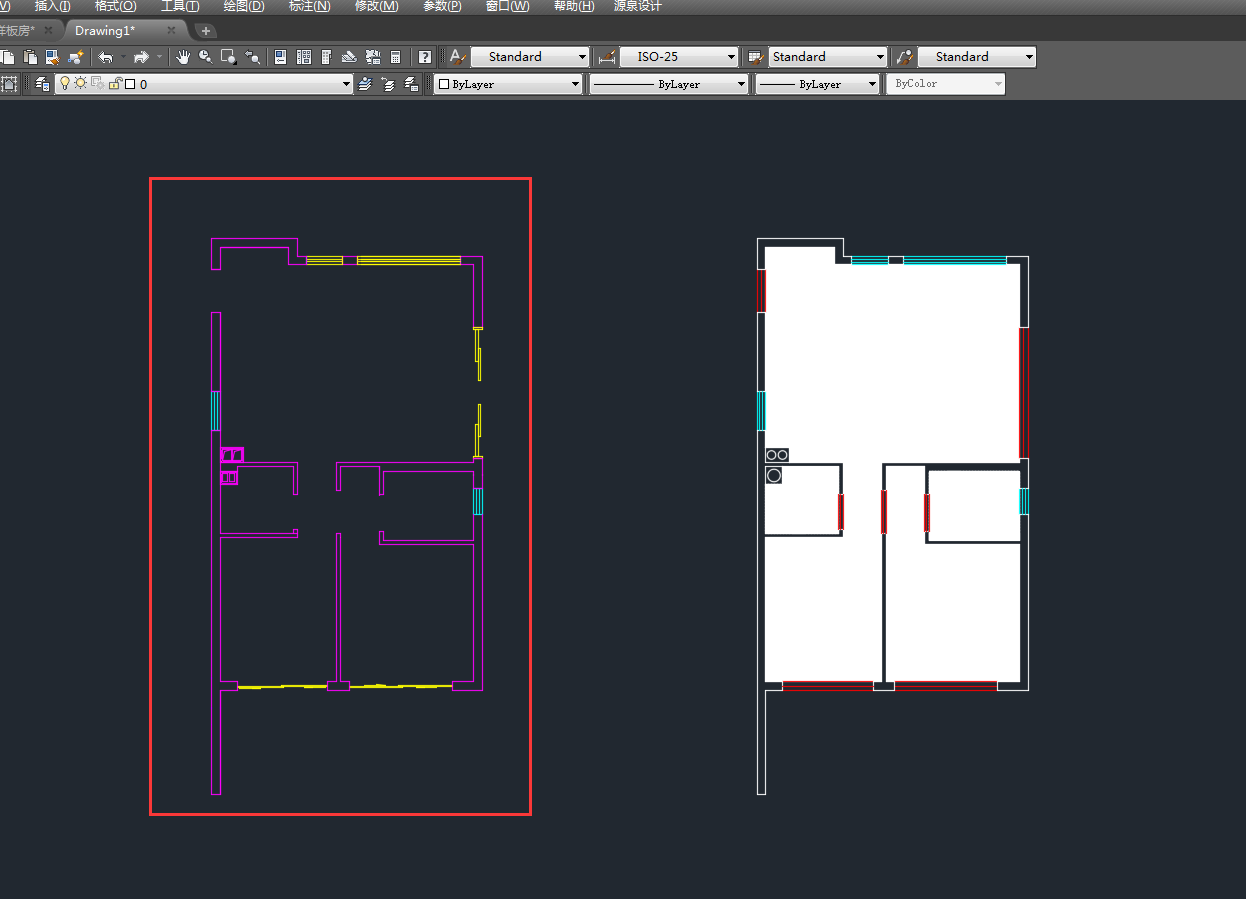 V) 插入(I) 格式(O) 工具(T) 绘图(D) 标注(N) 修改(M) 参数(P) 窗口(W) 帮助(H) 源泉设计
样板房* Drawing1*
Standard ISO-25 Standard Standard
0 ByLayer ByLayer ByLayer ByColor